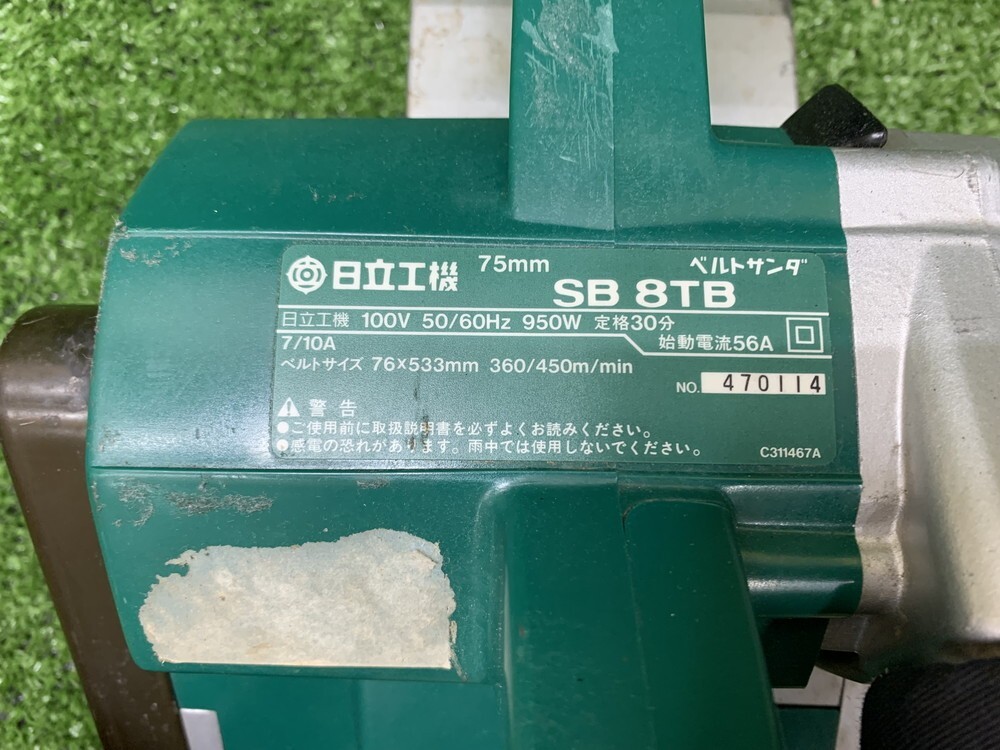 日立工機 75mm ベルトサンダ
SB 8TB
日立工機 100V 50/60Hz 950W 定格30分
7/10A 始動電流56A
ベルトサイズ 76×533mm 360/450m/min
NO. 470114
警告
●ご使用前に取扱説明書を必ずよくお読みください。
●感電の恐れがあります。雨中では使用しないでください。
C311467A